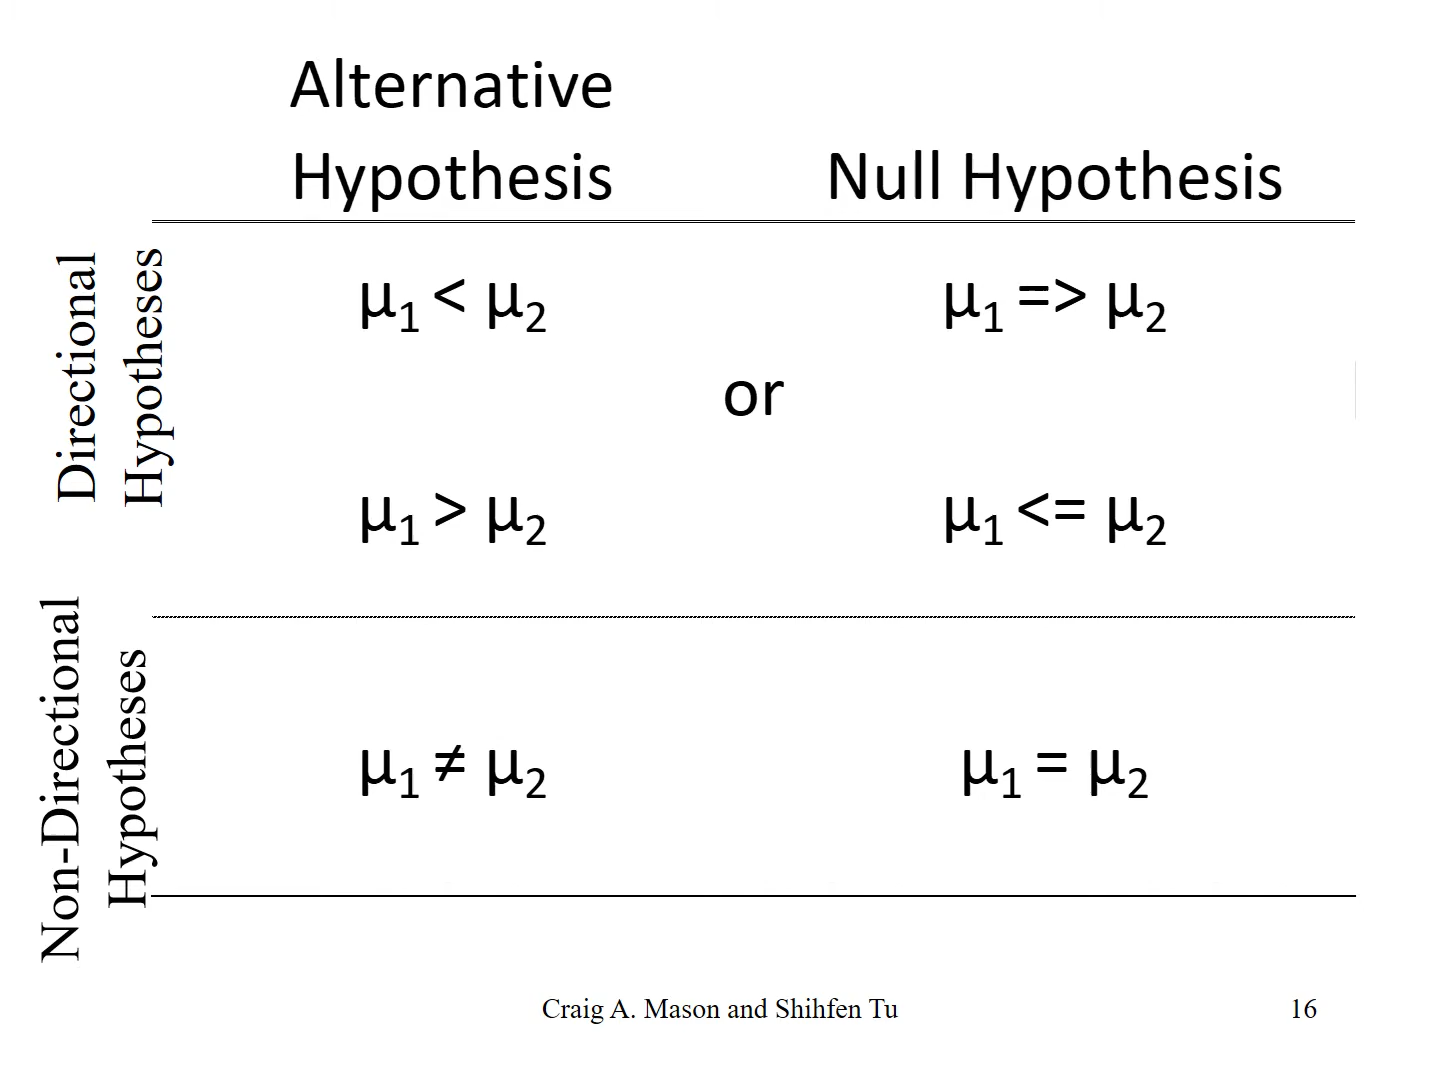 Alternative
Hypothesis
Null Hypothesis
Directional
Hypotheses
μ₁ < μ₂
μ₁ => μ₂
or
μ₁ > μ₂
μ₁ <= μ₂
Non-Directional
Hypotheses
μ₁ ≠ μ₂
μ₁ = μ₂
Craig A. Mason and Shihfen Tu
16